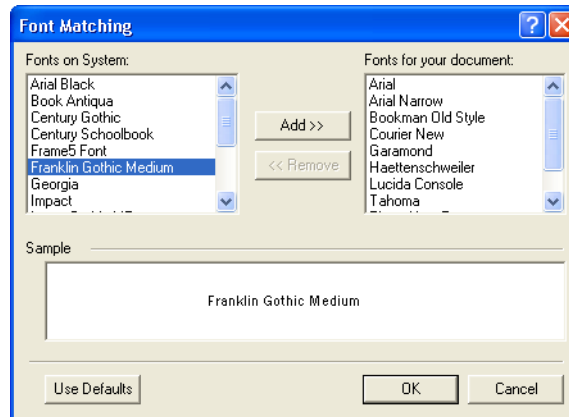 Font Matching
Fonts on System:
Fonts for your document:
Arial Black
Book Antiqua
Century Gothic
Century Schoolbook
Frame5 Font
Franklin Gothic Medium
Georgia
Impact
Add >>
<< Remove
Arial
Arial Narrow
Bookman Old Style
Courier New
Garamond
Haettenschweiler
Lucida Console
Tahoma
Sample
Franklin Gothic Medium
Use Defaults
OK
Cancel